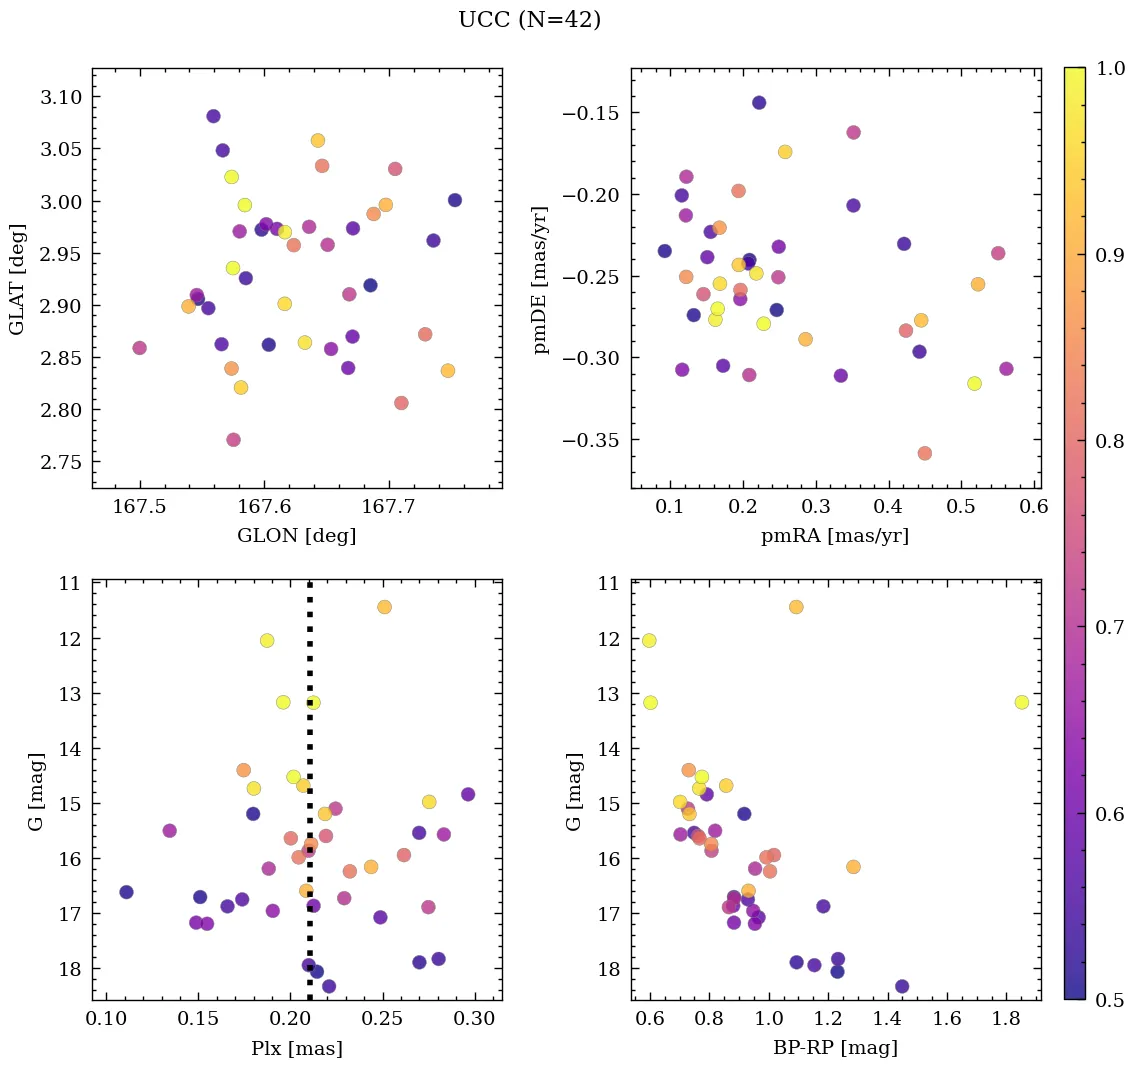 UCC (N=42)
3.10
3.05
3.00
2.95
2.90
2.85
2.80
2.75
GLAT [deg]
167.5 167.6 167.7
GLON [deg]
−0.15
−0.20
−0.25
−0.30
−0.35
pmDE [mas/yr]
0.1 0.2 0.3 0.4 0.5 0.6
pmRA [mas/yr]
11
12
13
14
15
16
17
18
G [mag]
0.10 0.15 0.20 0.25 0.30
Plx [mas]
11
12
13
14
15
16
17
18
G [mag]
0.6 0.8 1.0 1.2 1.4 1.6 1.8
BP-RP [mag]
1.0
0.9
0.8
0.7
0.6
0.5